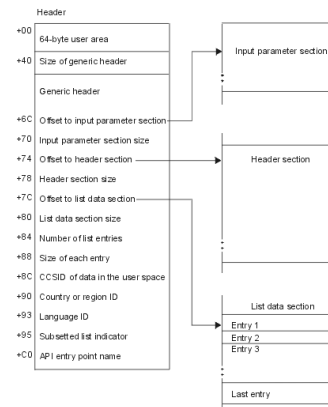 Header
+00 64-byte user area
+40 Size of generic header
Generic header
+6C Offset to input parameter section
+70 Input parameter section size
+74 Offset to header section
+78 Header section size
+7C Offset to list data section
+80 List data section size
+84 Number of list entries
+88 Size of each entry
+8C CCSID of data in the user space
+90 Country or region ID
+93 Language ID
+95 Subsetted list indicator
+C0 API entry point name
Input parameter section
Header section
List data section
Entry 1
Entry 2
Entry 3
Last entry